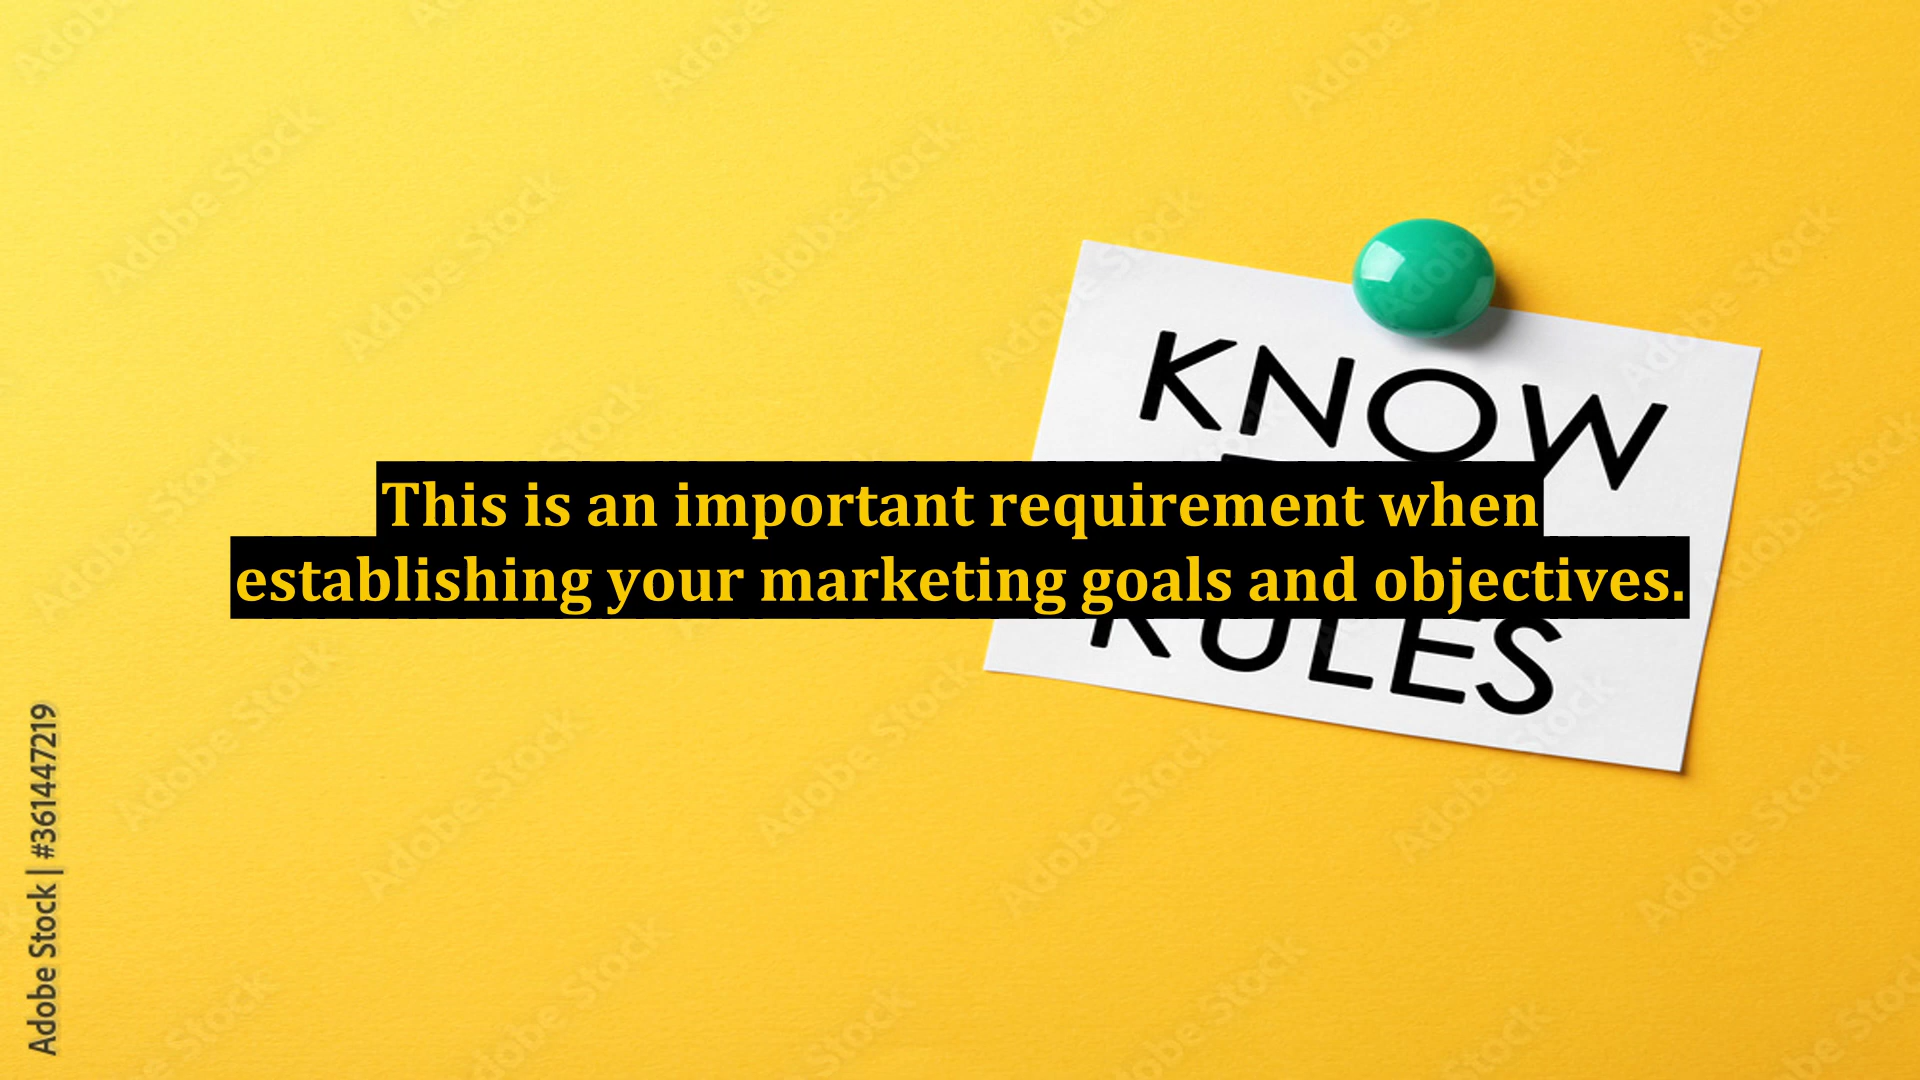 KNOW
This is an important requirement when
establishing your marketing goals and objectives.
RULES
Adobe Stock | #361447219